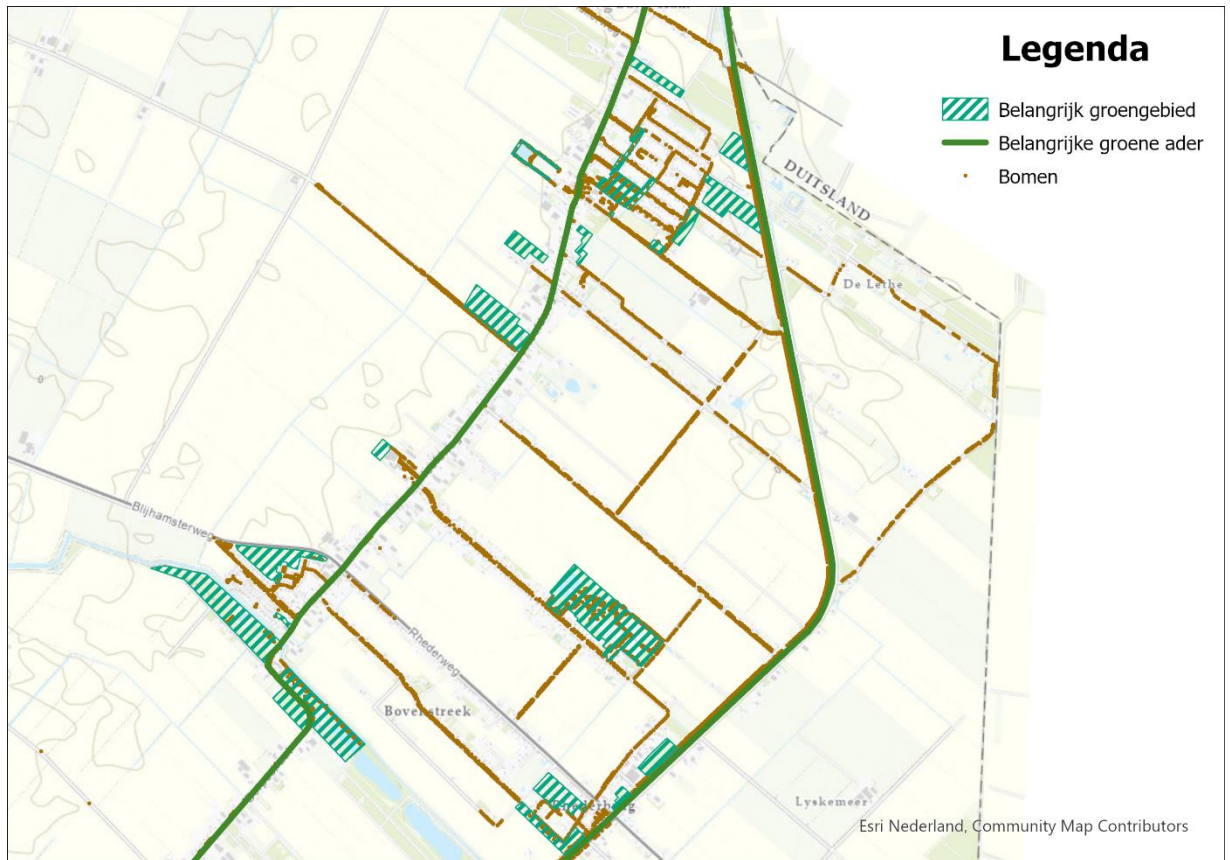 Legenda
Belangrijk groengebied
Belangrijke groene ader
Bomen
DUITSLAND
De Lethe
Blijhamsterweg
Rhederweg
Bovenstreek
Lyskemeer
Esri Nederland, Community Map Contributors